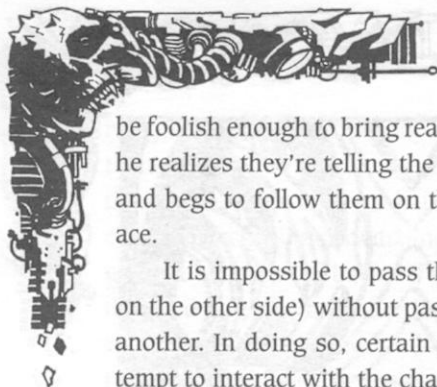 be foolish enough to bring rea
he realizes they're telling the
and begs to follow them on t
ace.
It is impossible to pass th
on the other side) without pas
another. In doing so, certain
tempt to interact with the cha